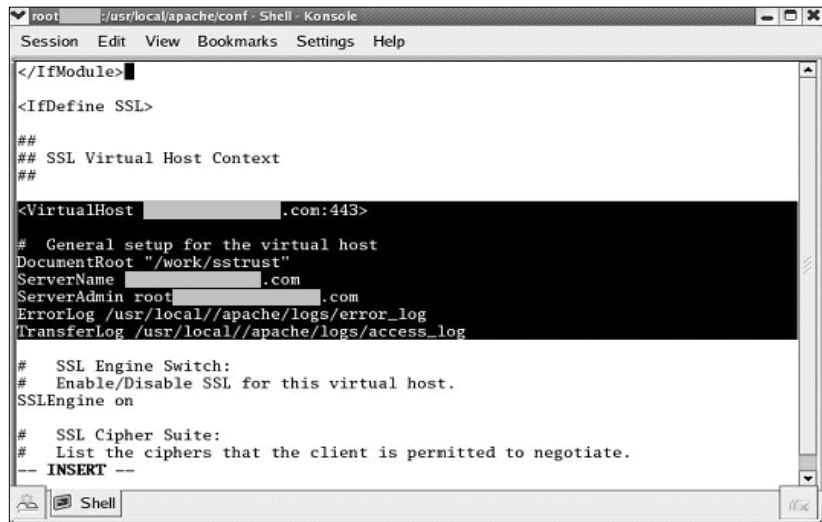 root :/usr/local/apache/conf - Shell - Konsole
Session Edit View Bookmarks Settings Help
</IfModule>
<IfDefine SSL>
##
## SSL Virtual Host Context
##
<VirtualHost .com:443>
# General setup for the virtual host
DocumentRoot "/work/sstrust"
ServerName .com
ServerAdmin root .com
ErrorLog /usr/local//apache/logs/error_log
TransferLog /usr/local//apache/logs/access_log
# SSL Engine Switch:
# Enable/Disable SSL for this virtual host.
SSLEngine on
# SSL Cipher Suite:
# List the ciphers that the client is permitted to negotiate.
-- INSERT --
Shell